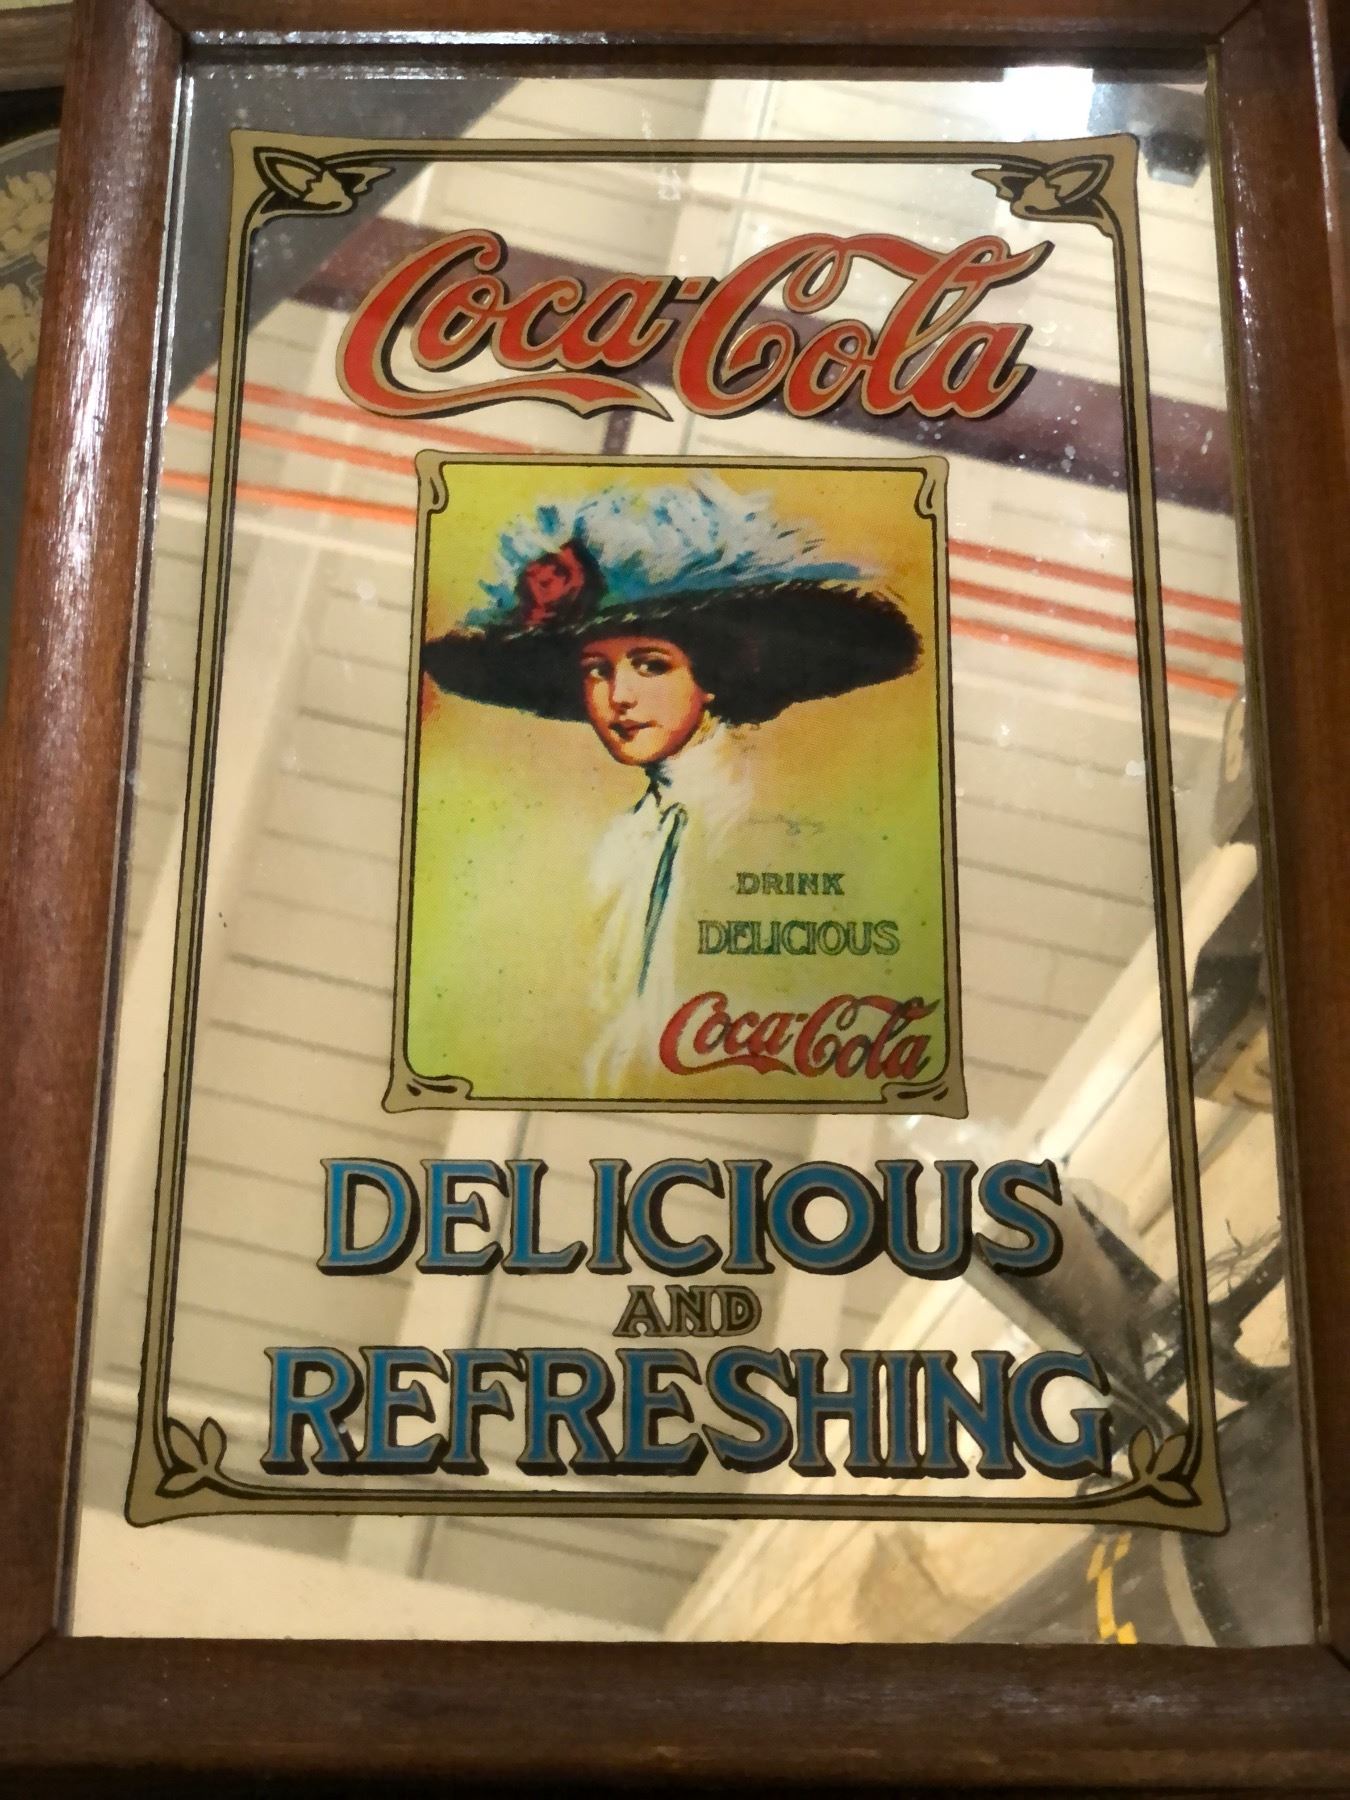 Coca-Cola
DRINK
DELICIOUS
Coca-Cola
DELICIOUS
AND
REFRESHING